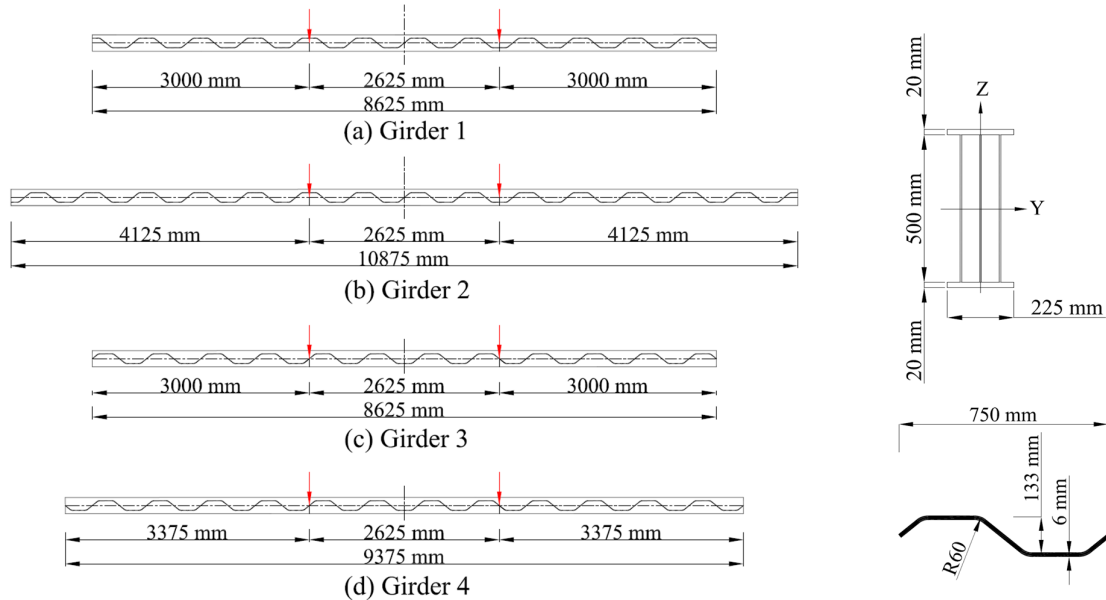 3000 mm 2625 mm 3000 mm
8625 mm
(a) Girder 1
4125 mm 2625 mm 4125 mm
10875 mm
(b) Girder 2
3000 mm 2625 mm 3000 mm
8625 mm
(c) Girder 3
3375 mm 2625 mm 3375 mm
9375 mm
(d) Girder 4
20 mm
Z
500 mm
Y
225 mm
20 mm
750 mm
133 mm
6 mm
R60